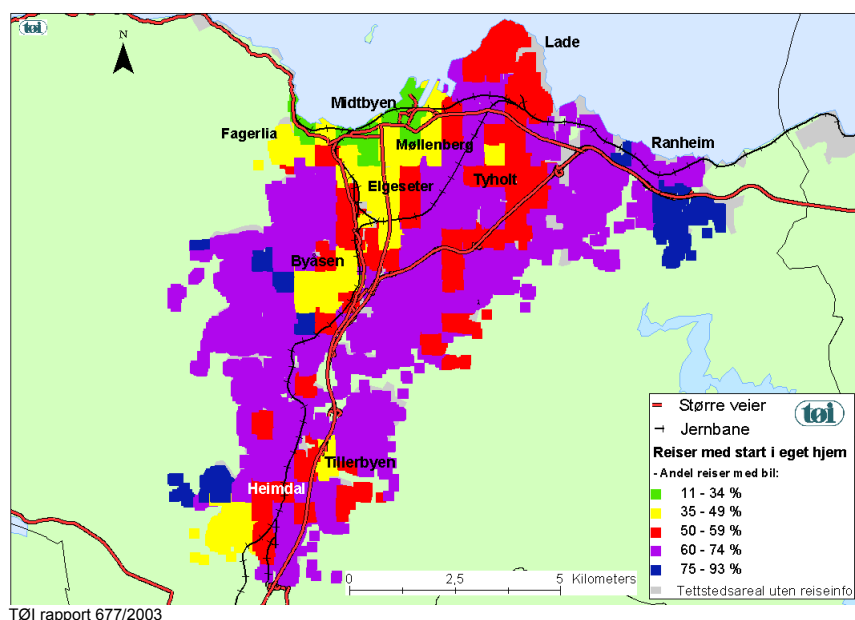 tøi
N
Lade
Midtbyen
Fagerlia
Møllenberg
Ranheim
Elgeseter
Tyholt
Byåsen
Tillerbyen
Heimdal
Større veier
tøi
Jernbane
Reiser med start i eget hjem
- Andel reiser med bil:
11 - 34 %
35 - 49 %
50 - 59 %
60 - 74 %
75 - 93 %
Tettstedsareal uten reiseinfo
0 2,5 5 Kilometers
TØI rapport 677/2003